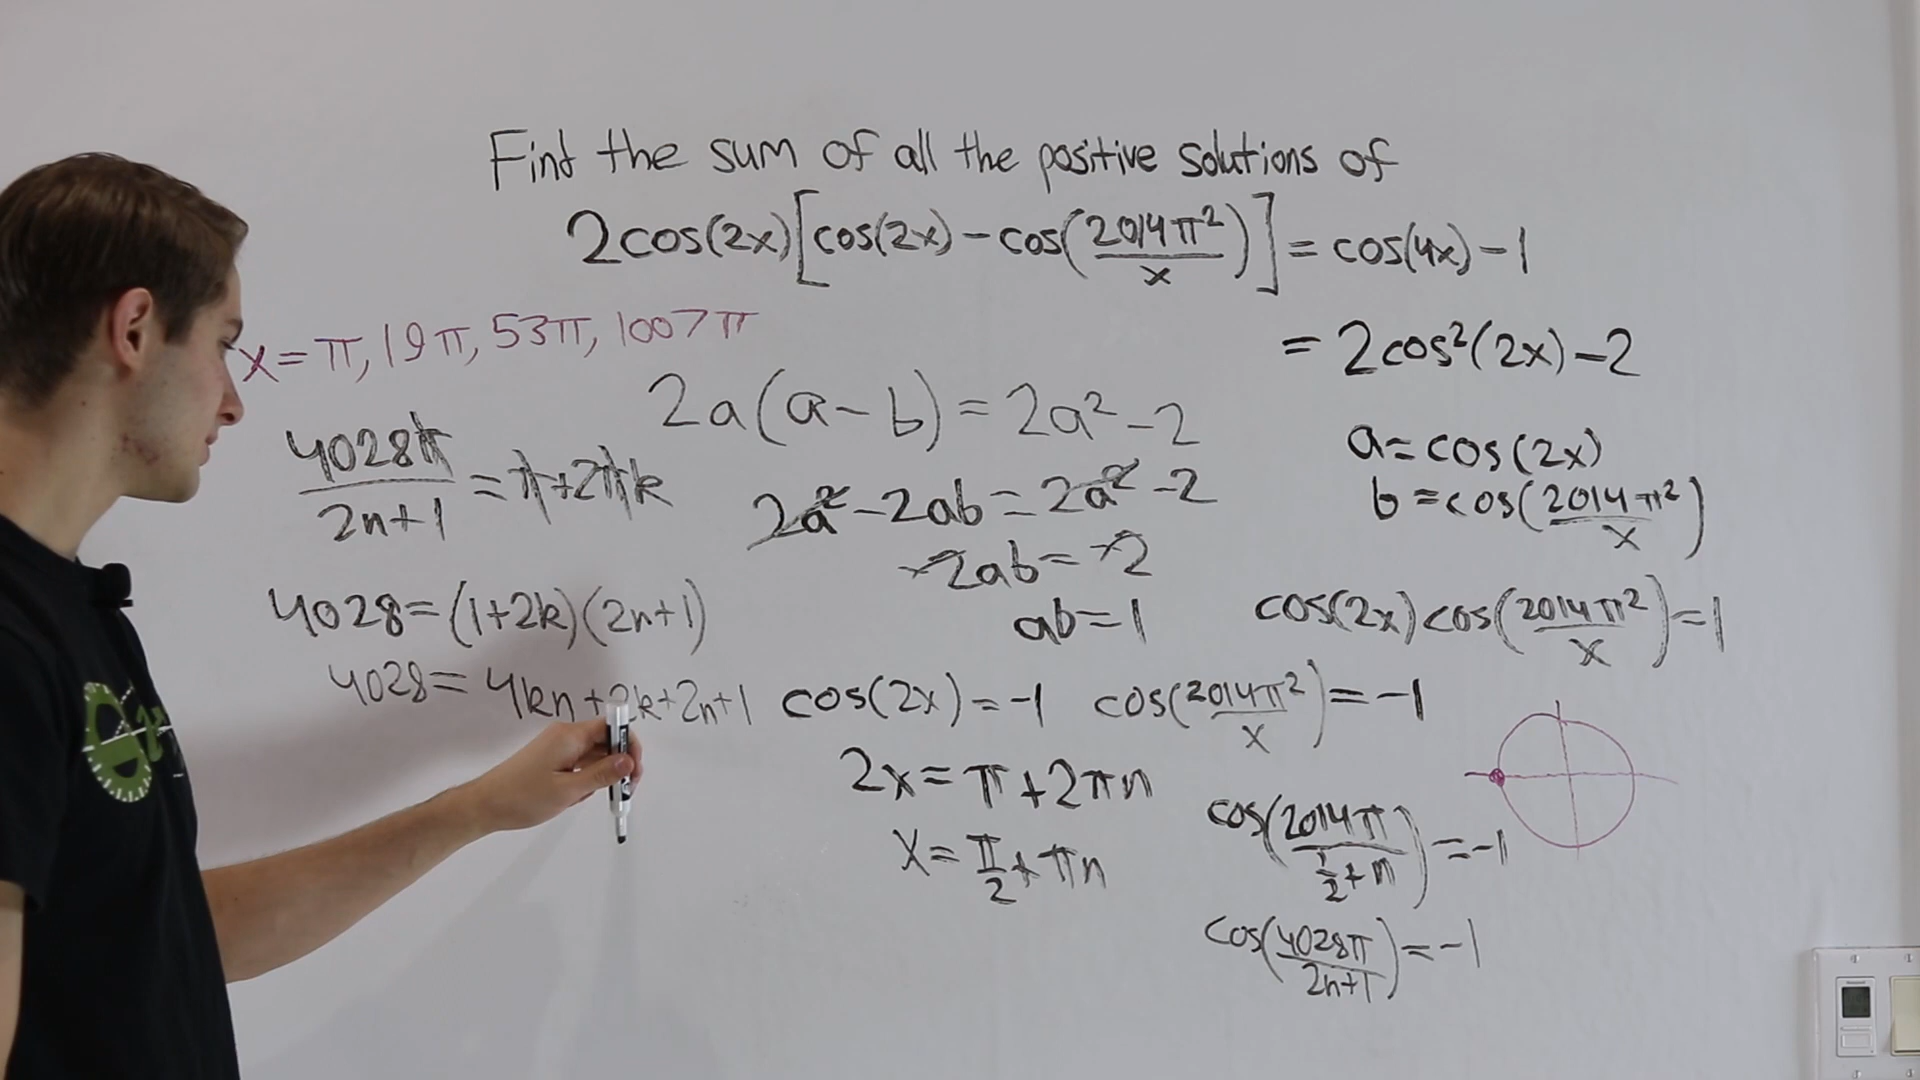 Find the sum of all the positive solutions of
2cos(2x)[cos(2x)-cos(2014π²/x)]=cos(4x)-1
=2cos²(2x)-2
x=π,19π,53π,1007π
2a(a-b)=2a²-2
a=cos(2x)
b=cos(2014π²/x)
4028π/2n+1=π+2πk
2a²-2ab=2a²-2
-2ab=-2
ab=1
cos(2x)cos(2014π²/x)=1
4028=(1+2k)(2n+1)
4028=4kn+2k+2n+1
cos(2x)=-1
cos(2014π²/x)=-1
2x=π+2πn
x=π/2+πn
cos(2014π/½+n)=-1
cos(4028π/2n+1)=-1